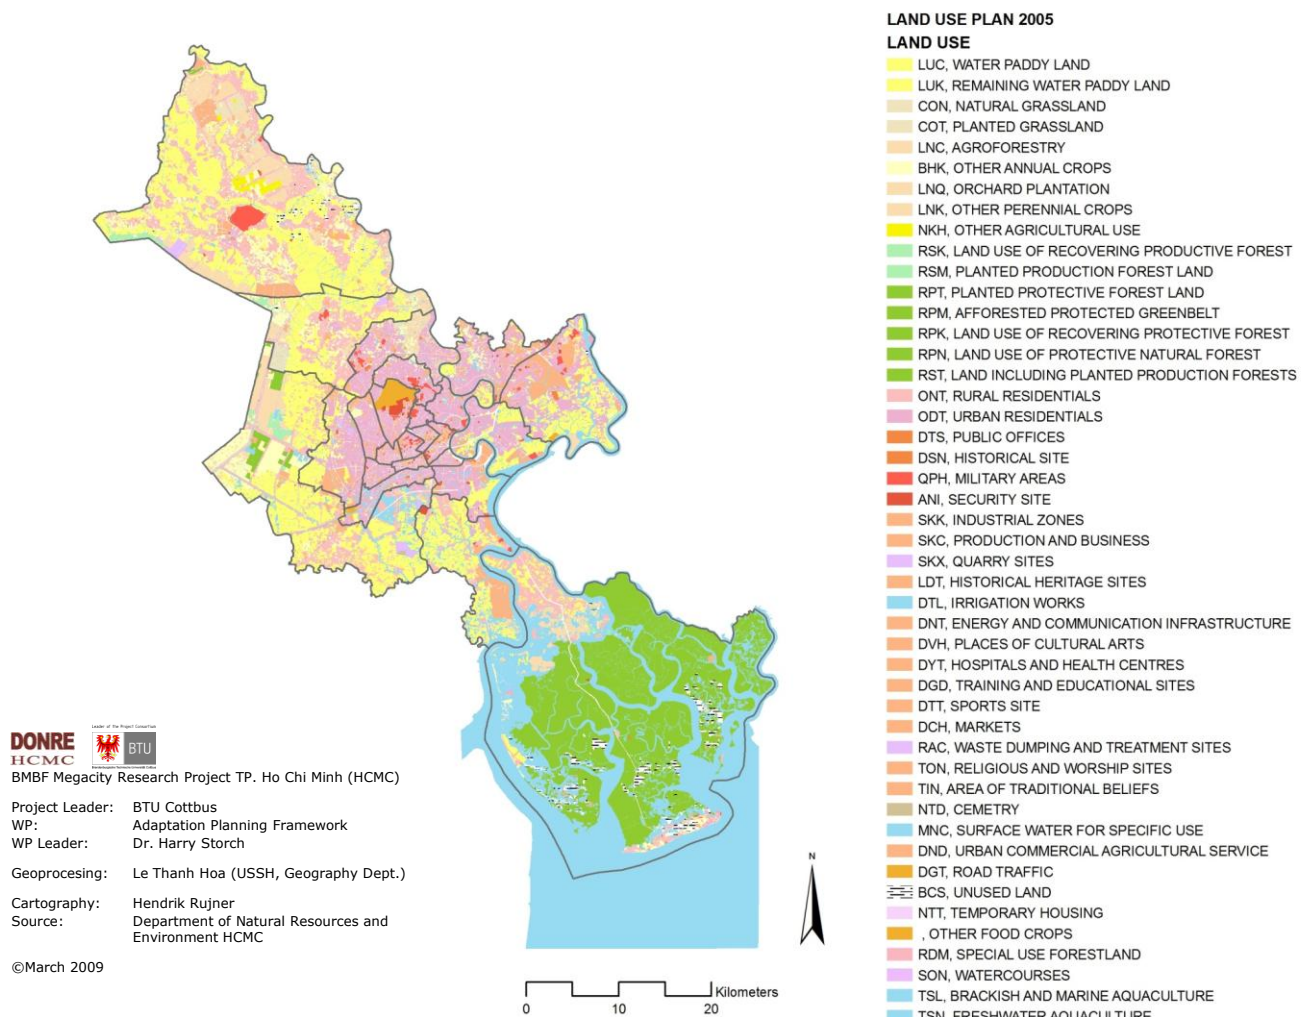 LAND USE PLAN 2005
LAND USE
LUC, WATER PADDY LAND
LUK, REMAINING WATER PADDY LAND
CON, NATURAL GRASSLAND
COT, PLANTED GRASSLAND
LNC, AGROFORESTRY
BHK, OTHER ANNUAL CROPS
LNQ, ORCHARD PLANTATION
LNK, OTHER PERENNIAL CROPS
NKH, OTHER AGRICULTURAL USE
RSK, LAND USE OF RECOVERING PRODUCTIVE FOREST
RSM, PLANTED PRODUCTION FOREST LAND
RPT, PLANTED PROTECTIVE FOREST LAND
RPM, AFFORESTED PROTECTED GREENBELT
RPK, LAND USE OF RECOVERING PROTECTIVE FOREST
RPN, LAND USE OF PROTECTIVE NATURAL FOREST
RST, LAND INCLUDING PLANTED PRODUCTION FORESTS
ONT, RURAL RESIDENTIALS
ODT, URBAN RESIDENTIALS
DTS, PUBLIC OFFICES
DSN, HISTORICAL SITE
QPH, MILITARY AREAS
ANI, SECURITY SITE
SKK, INDUSTRIAL ZONES
SKC, PRODUCTION AND BUSINESS
SKX, QUARRY SITES
LDT, HISTORICAL HERITAGE SITES
DTL, IRRIGATION WORKS
DNT, ENERGY AND COMMUNICATION INFRASTRUCTURE
DVH, PLACES OF CULTURAL ARTS
DYT, HOSPITALS AND HEALTH CENTRES
DGD, TRAINING AND EDUCATIONAL SITES
DTT, SPORTS SITE
DCH, MARKETS
RAC, WASTE DUMPING AND TREATMENT SITES
TON, RELIGIOUS AND WORSHIP SITES
TIN, AREA OF TRADITIONAL BELIEFS
NTD, CEMETRY
MNC, SURFACE WATER FOR SPECIFIC USE
DND, URBAN COMMERCIAL AGRICULTURAL SERVICE
DGT, ROAD TRAFFIC
BCS, UNUSED LAND
NTT, TEMPORARY HOUSING
, OTHER FOOD CROPS
RDM, SPECIAL USE FORESTLAND
SON, WATERCOURSES
TSL, BRACKISH AND MARINE AQUACULTURE
TSN, FRESHWATER AQUACULTURE
Leader of the Project Consortium
DONRE
HCMC
BTU
BMBF Megacity Research Project TP. Ho Chi Minh (HCMC)
Project Leader: BTU Cottbus
WP: Adaptation Planning Framework
WP Leader: Dr. Harry Storch
Geoprocesing: Le Thanh Hoa (USSH, Geography Dept.)
Cartography: Hendrik Rujner
Source: Department of Natural Resources and
Environment HCMC
©March 2009
N
Kilometers
0 10 20